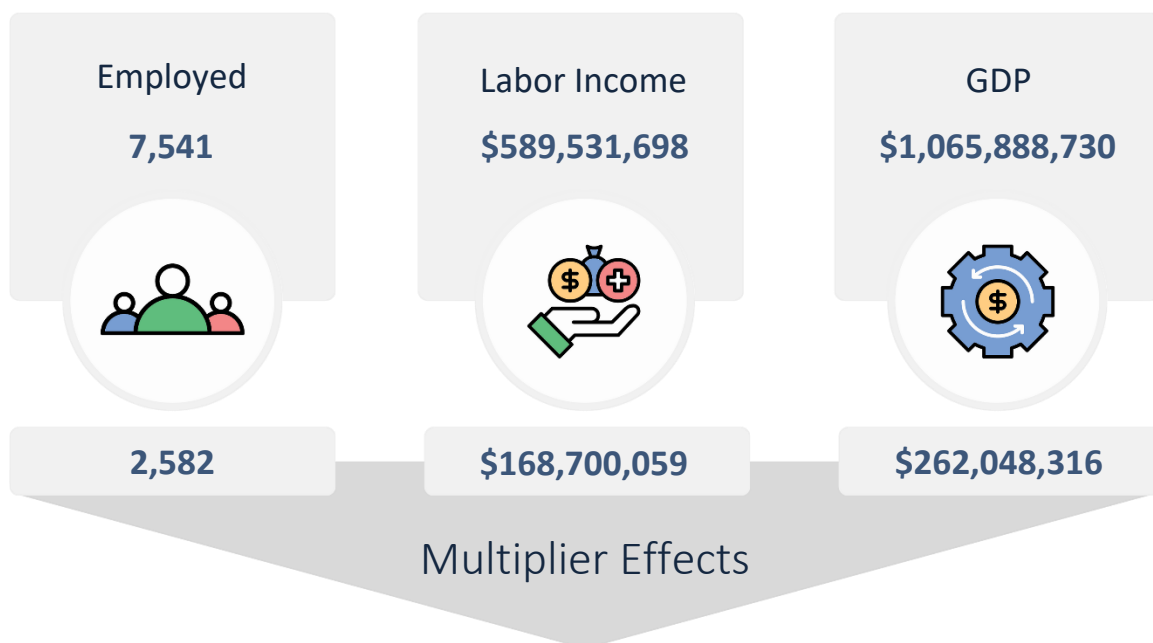 Employed
7,541
Labor Income
$589,531,698
GDP
$1,065,888,730
2,582
$168,700,059
$262,048,316
Multiplier Effects